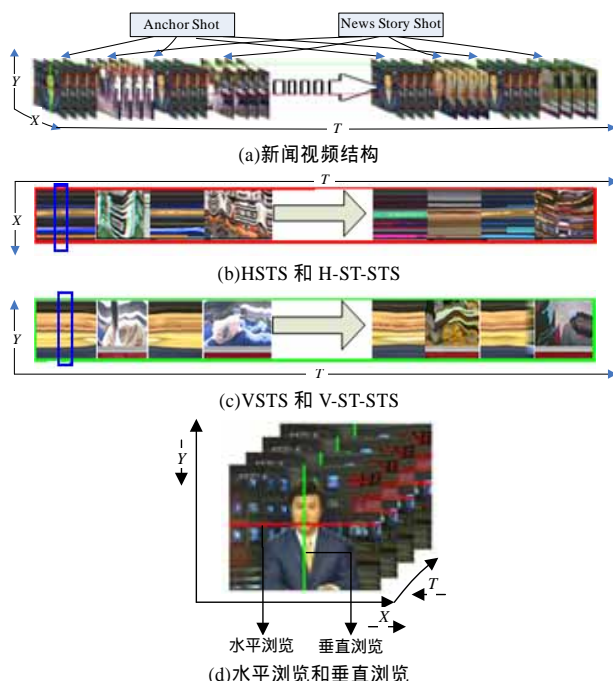 Anchor Shot
News Story Shot
Y
X
T
(a)新闻视频结构
T
X
(b)HSTS 和 H-ST-STS
Y
T
(c)VSTS 和 V-ST-STS
Y
T
X
水平浏览
垂直浏览
(d)水平浏览和垂直浏览